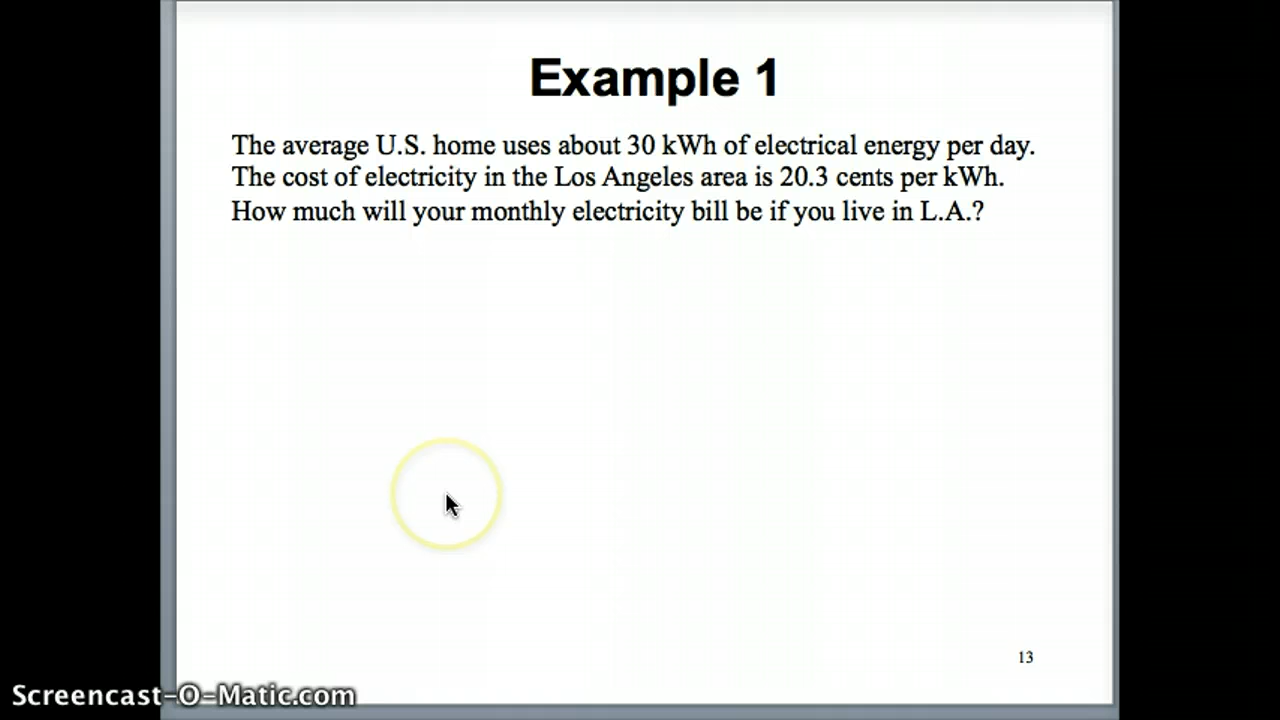 Example 1
The average U.S. home uses about 30 kWh of electrical energy per day.
The cost of electricity in the Los Angeles area is 20.3 cents per kWh.
How much will your monthly electricity bill be if you live in L.A.?
13
Screencast-O-Matic.com